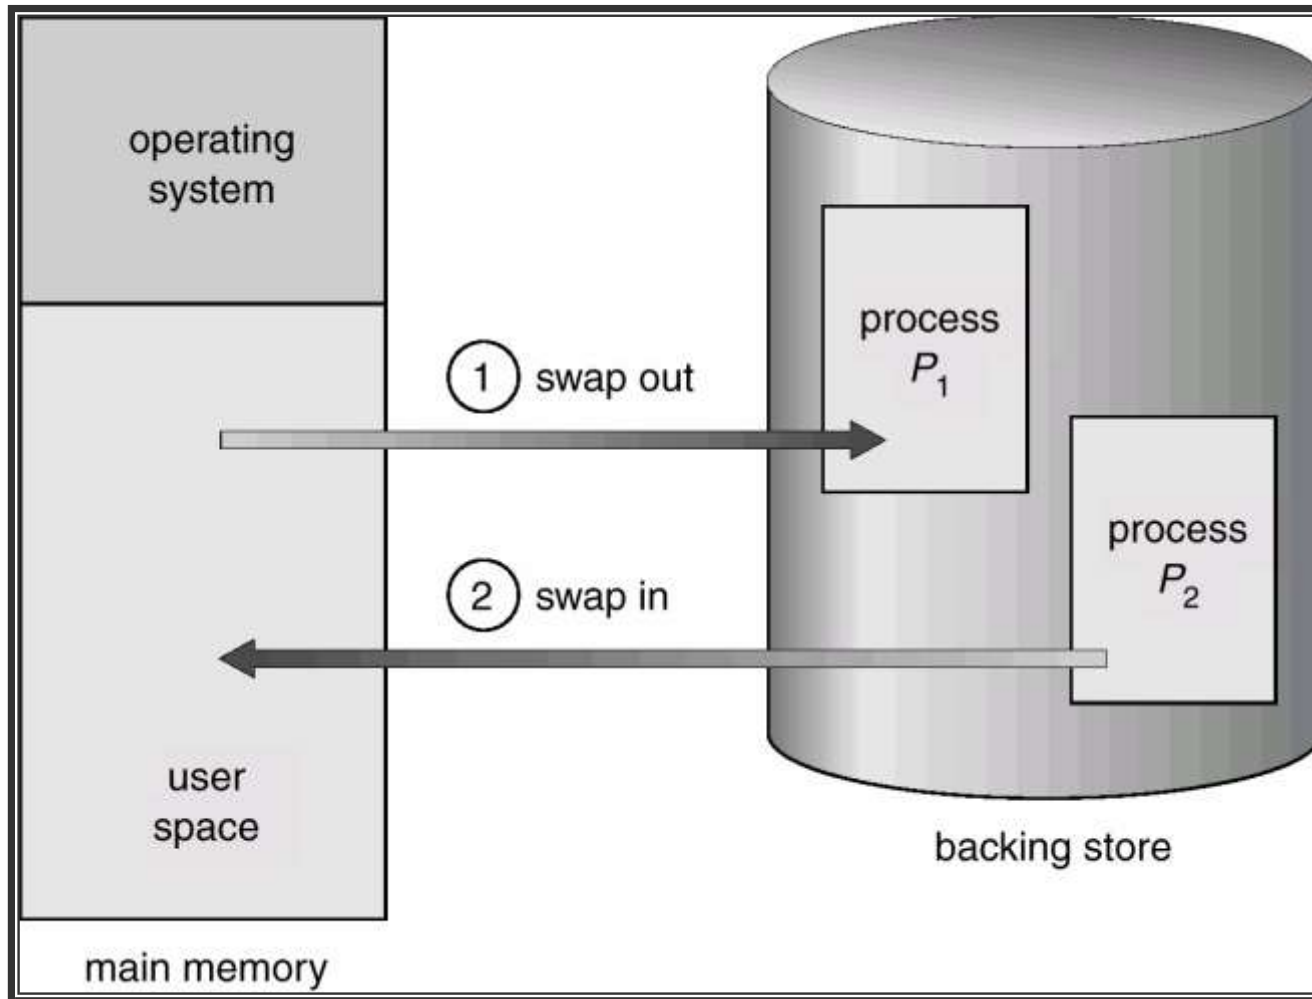 operating
system
process
P₁
1 swap out
process
P₂
2 swap in
user
space
backing store
main memory